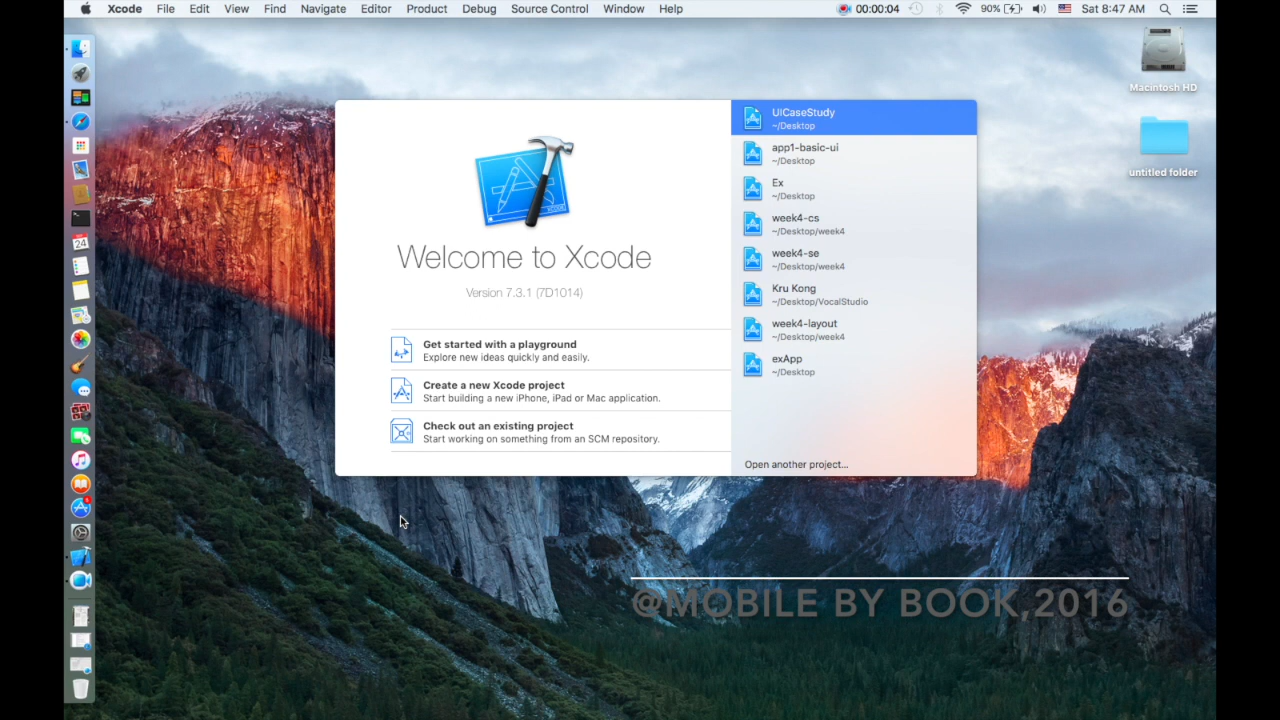 Xcode File Edit View Find Navigate Editor Product Debug Source Control Window Help 00:00:04 90% Sat 8:47 AM
Macintosh HD
untitled folder
24
Welcome to Xcode
Version 7.3.1 (7D1014)
Get started with a playground
Explore new ideas quickly and easily.
Create a new Xcode project
Start building a new iPhone, iPad or Mac application.
Check out an existing project
Start working on something from an SCM repository.
UICaseStudy
~/Desktop
app1-basic-ui
~/Desktop
Ex
~/Desktop
week4-cs
~/Desktop/week4
week4-se
~/Desktop/week4
Kru Kong
~/Desktop/VocalStudio
week4-layout
~/Desktop/week4
exApp
~/Desktop
Open another project...
@MOBILE BY BOOK,2016